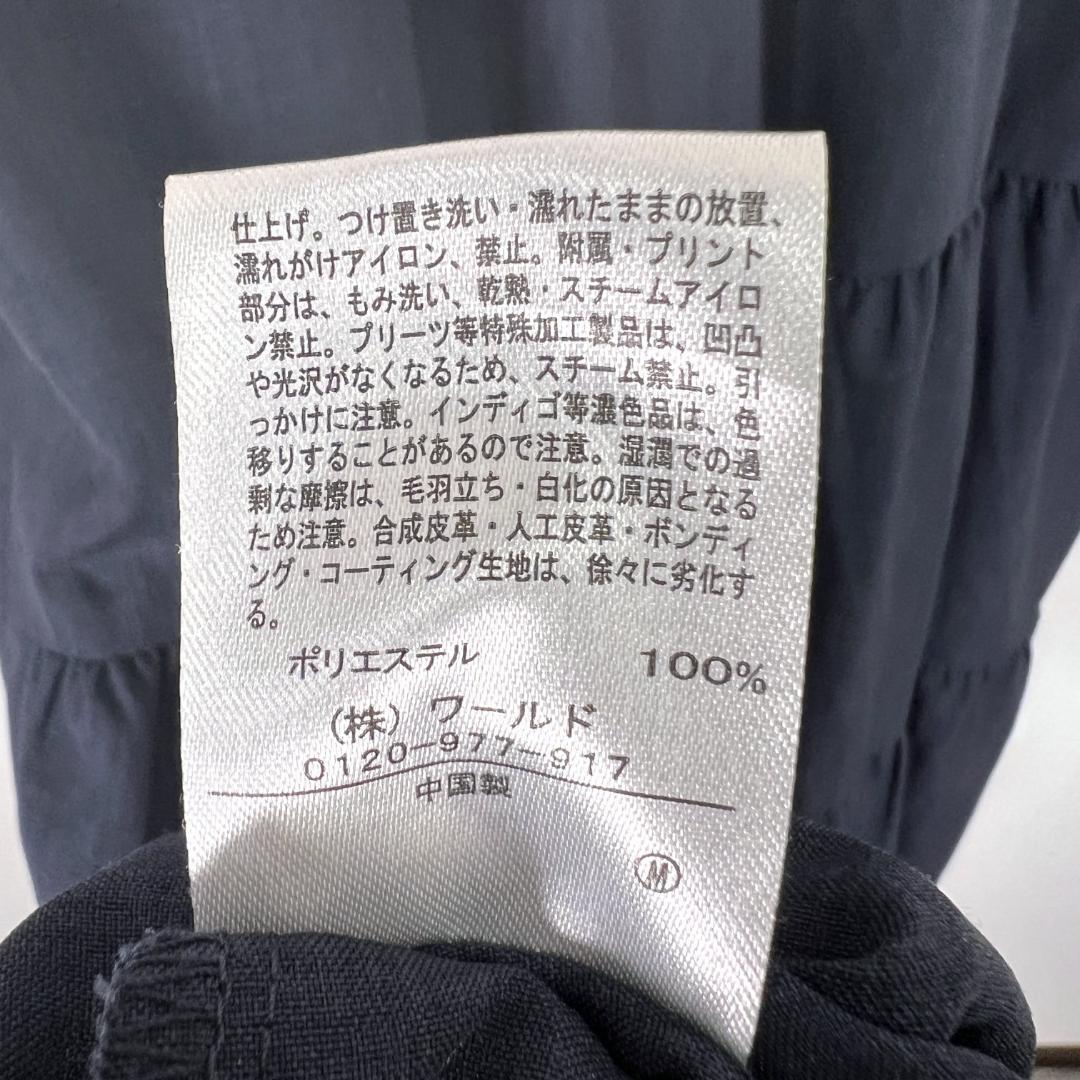 仕上げ。つけ置き洗い・濡れたままの放置、
濡れがけアイロン、禁止。附属・プリント
部分は、もみ洗い、乾熱・スチームアイロ
ン禁止。プリーツ等特殊加工製品は、凹凸
や光沢がなくなるため、スチーム禁止。引
っかけに注意。インディゴ等濃色品は、色
移りすることがあるので注意。湿潤での過
剰な摩擦は、毛羽立ち・白化の原因となる
ため注意。合成皮革・人工皮革・ボンディ
ング・コーティング生地は、徐々に劣化す
る。
ポリエステル 100%
(株) ワールド
0120-977-917
中国製
M